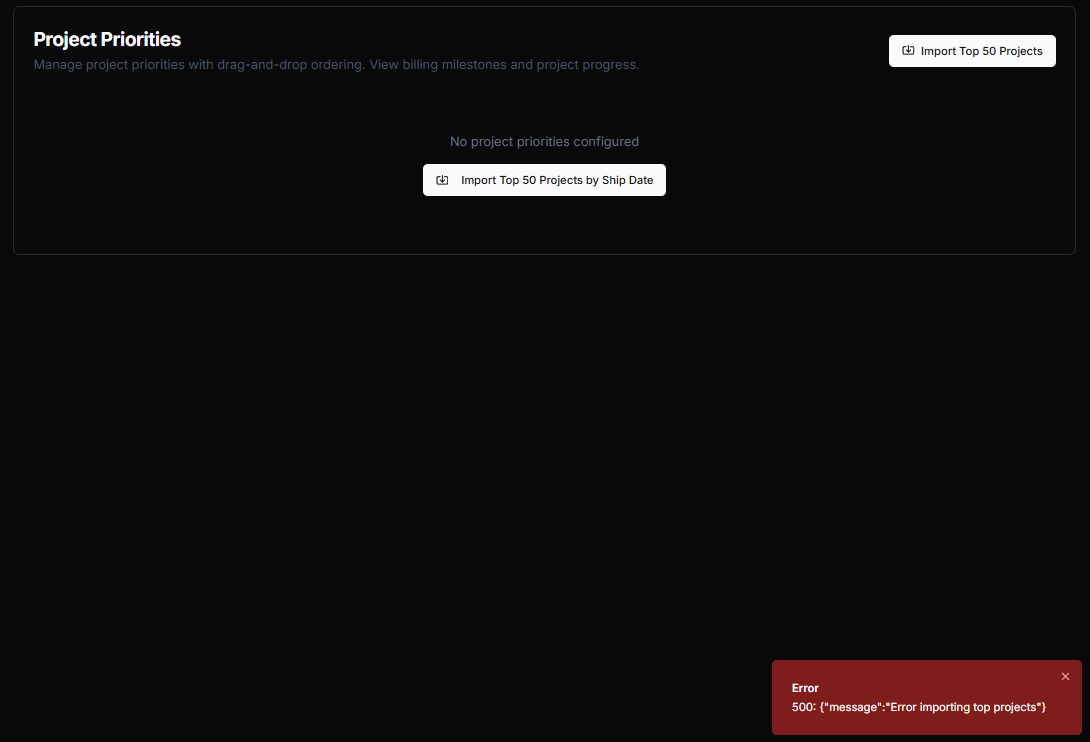 Project Priorities
Manage project priorities with drag-and-drop ordering. View billing milestones and project progress.
Import Top 50 Projects
No project priorities configured
Import Top 50 Projects by Ship Date
Error
500: {"message":"Error importing top projects"}